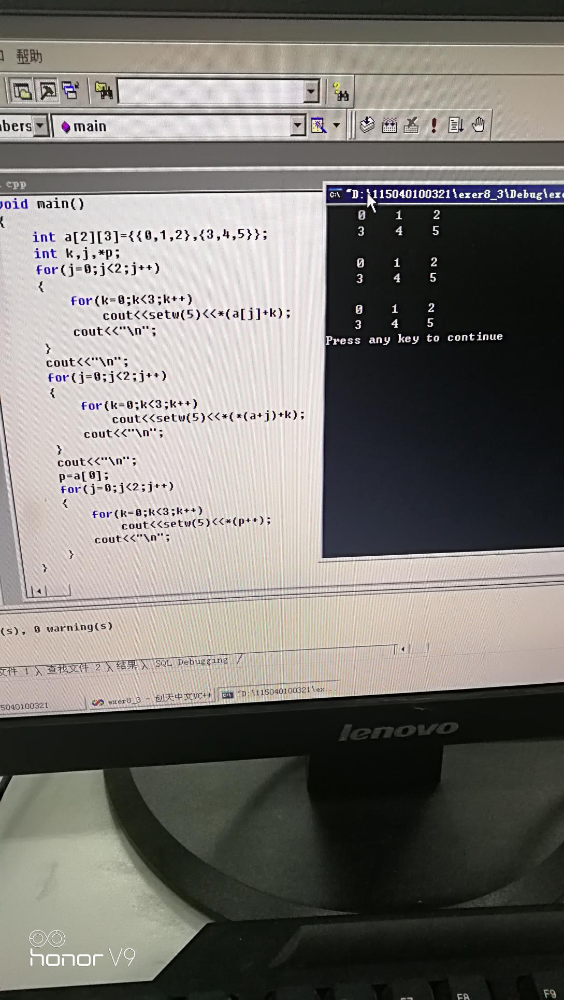 帮助
bers
main
cpp
void main()
{
int a[2][3]={{0,1,2},{3,4,5}};
int k,j,*p;
for(j=0;j<2;j++)
{
for(k=0;k<3;k++)
cout<<setw(5)<<*(a[j]+k);
cout<<"\n";
}
cout<<"\n";
for(j=0;j<2;j++)
{
for(k=0;k<3;k++)
cout<<setw(5)<<*(*(a+j)+k);
cout<<"\n";
}
cout<<"\n";
p=a[0];
for(j=0;j<2;j++)
{
for(k=0;k<3;k++)
cout<<setw(5)<<*(p++);
cout<<"\n";
}
}
"D:\115040100321\exer8_3\Debug\exe
0 1 2
3 4 5
0 1 2
3 4 5
0 1 2
3 4 5
Press any key to continue
(s), 0 warning(s)
文件 1 查找文件 2 结果 SQL Debugging
5040100321
exer8_3 - 创天中文VC++
"D:\115040100321\ex...
lenovo
honor V9
F8
F9